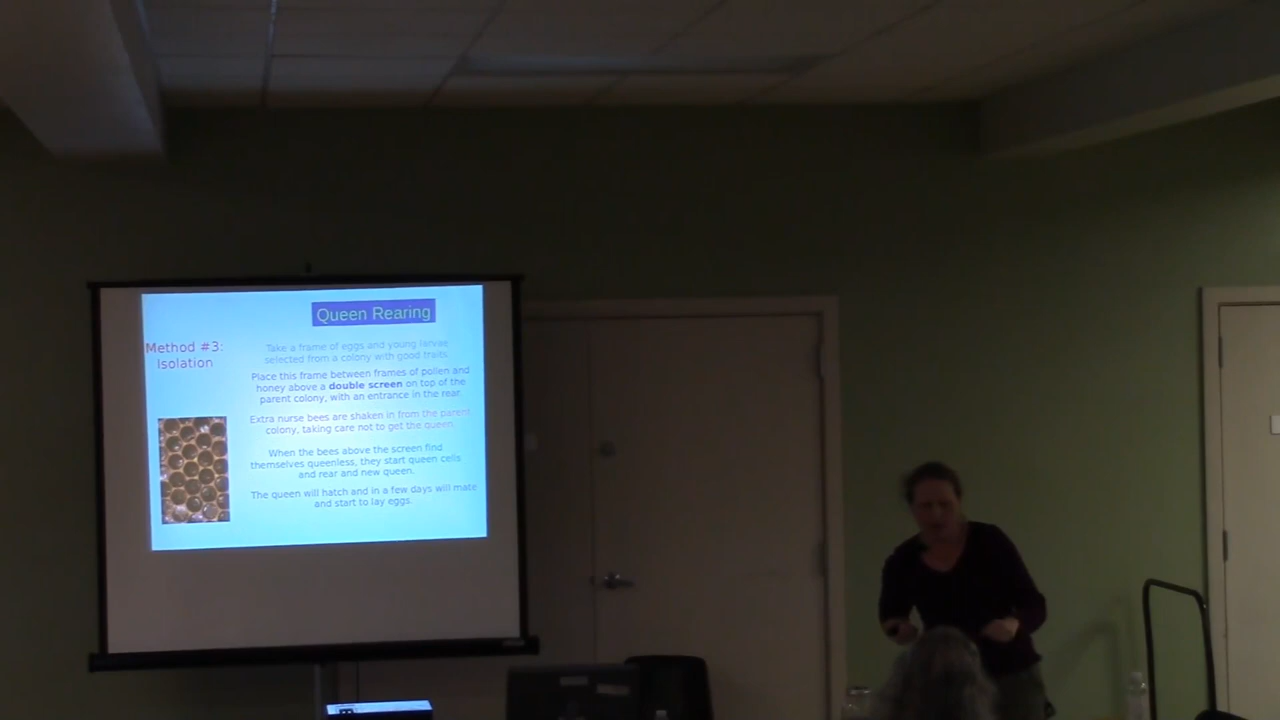 Queen Rearing
Method #3:
Isolation
Take a frame of eggs and young larvae
selected from a colony with good traits.
Place this frame between frames of pollen and
honey above a double screen on top of the
parent colony, with an entrance in the rear.
Extra nurse bees are shaken in from the parent
colony, taking care not to get the queen.
When the bees above the screen find
themselves queenless, they start queen cells
and rear and new queen.
The queen will hatch and in a few days will mate
and start to lay eggs.